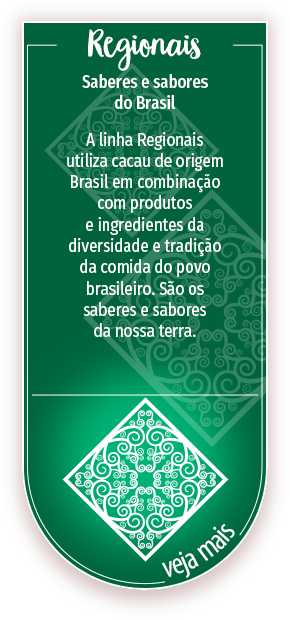 Regionais
Saberes e sabores
do Brasil
A linha Regionais
utiliza cacau de origem
Brasil em combinação
com produtos
e ingredientes da
diversidade e tradição
da comida do povo
brasileiro. São os
saberes e sabores
da nossa terra.
veja mais